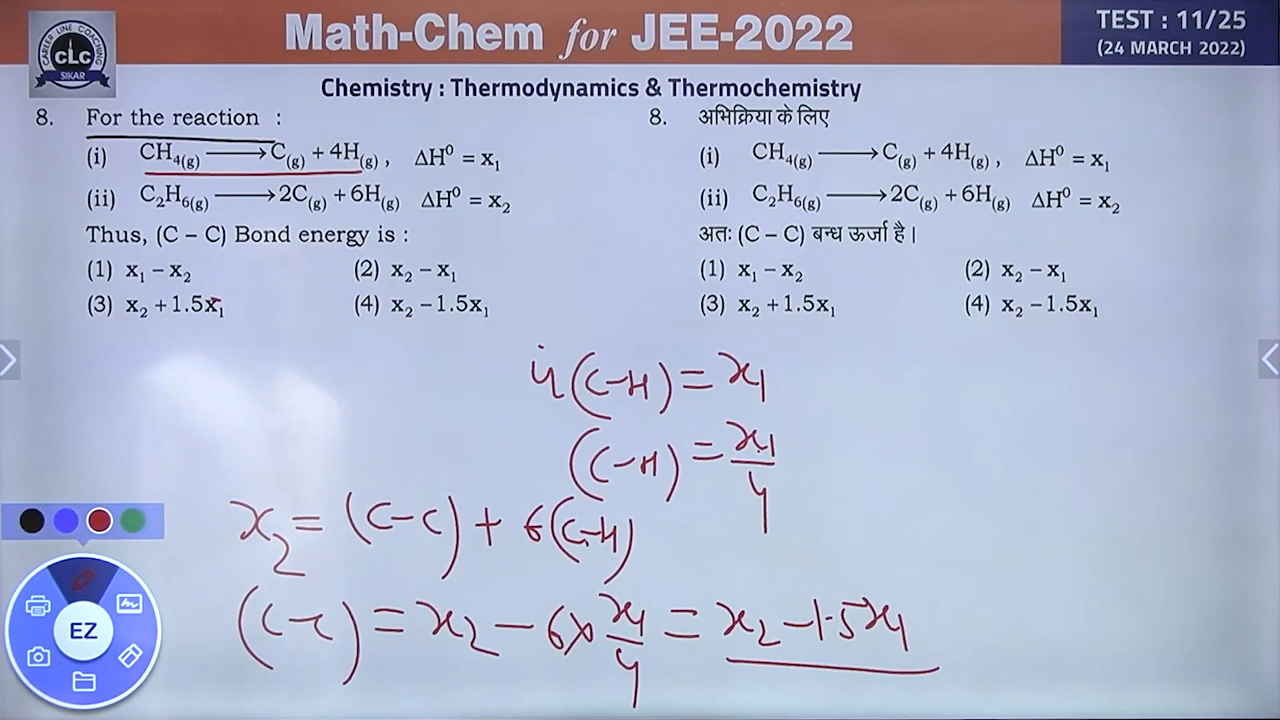 Math-Chem for JEE-2022
TEST : 11/25
(24 MARCH 2022)
CAREER LINE COACHING
CLC
SIKAR
Chemistry : Thermodynamics & Thermochemistry
8. For the reaction :
(i) CH₄(g) ⟶ C(g) + 4H(g) , ΔH⁰ = x₁
(ii) C₂H₆(g) ⟶ 2C(g) + 6H(g) ΔH⁰ = x₂
Thus, (C – C) Bond energy is :
(1) x₁ – x₂ (2) x₂ – x₁
(3) x₂ + 1.5x₁ (4) x₂ – 1.5x₁
8. अभिक्रिया के लिए
(i) CH₄(g) ⟶ C(g) + 4H(g) , ΔH⁰ = x₁
(ii) C₂H₆(g) ⟶ 2C(g) + 6H(g) ΔH⁰ = x₂
अतः (C – C) बन्ध ऊर्जा है।
(1) x₁ – x₂ (2) x₂ – x₁
(3) x₂ + 1.5x₁ (4) x₂ – 1.5x₁
4(C-H) = x₁
(C-H) = x₁/4
x₂ = (C-C) + 6(C-H)
(C-C) = x₂ - 6 × x₁/4 = x₂ - 1.5x₁
EZ